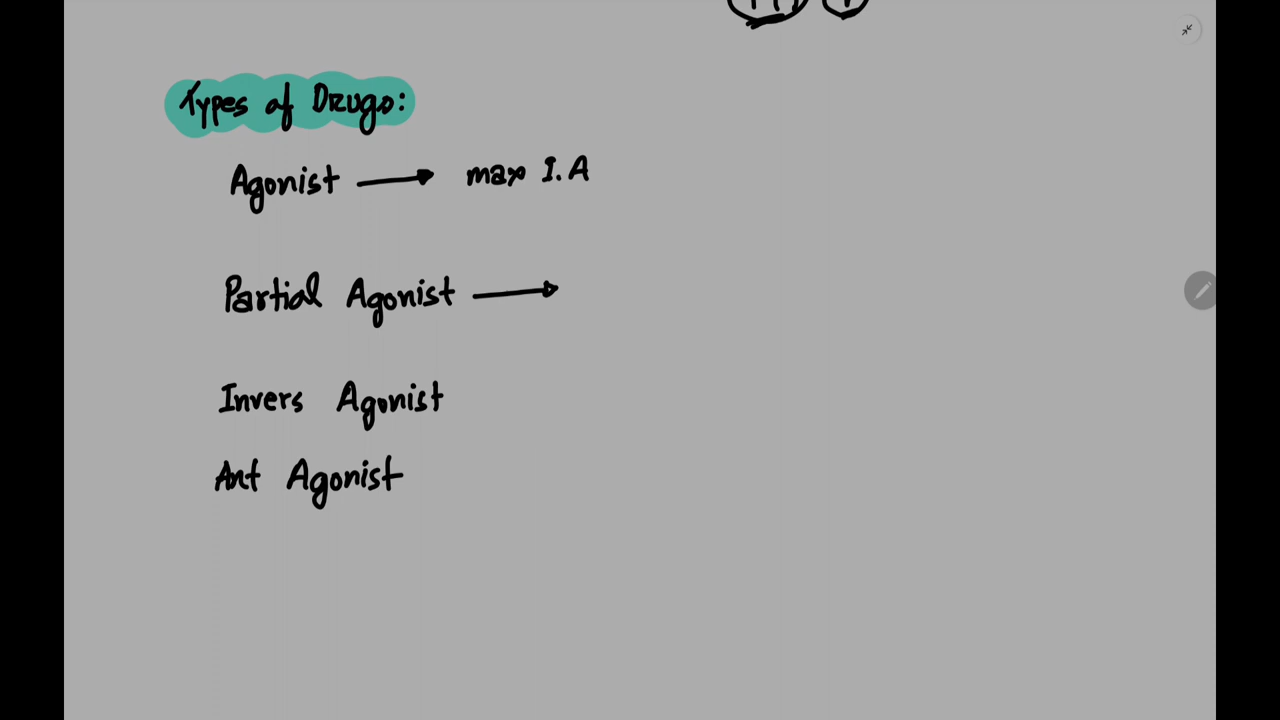 Types of Drugs:
Agonist → max I.A
Partial Agonist →
Invers Agonist
Ant Agonist